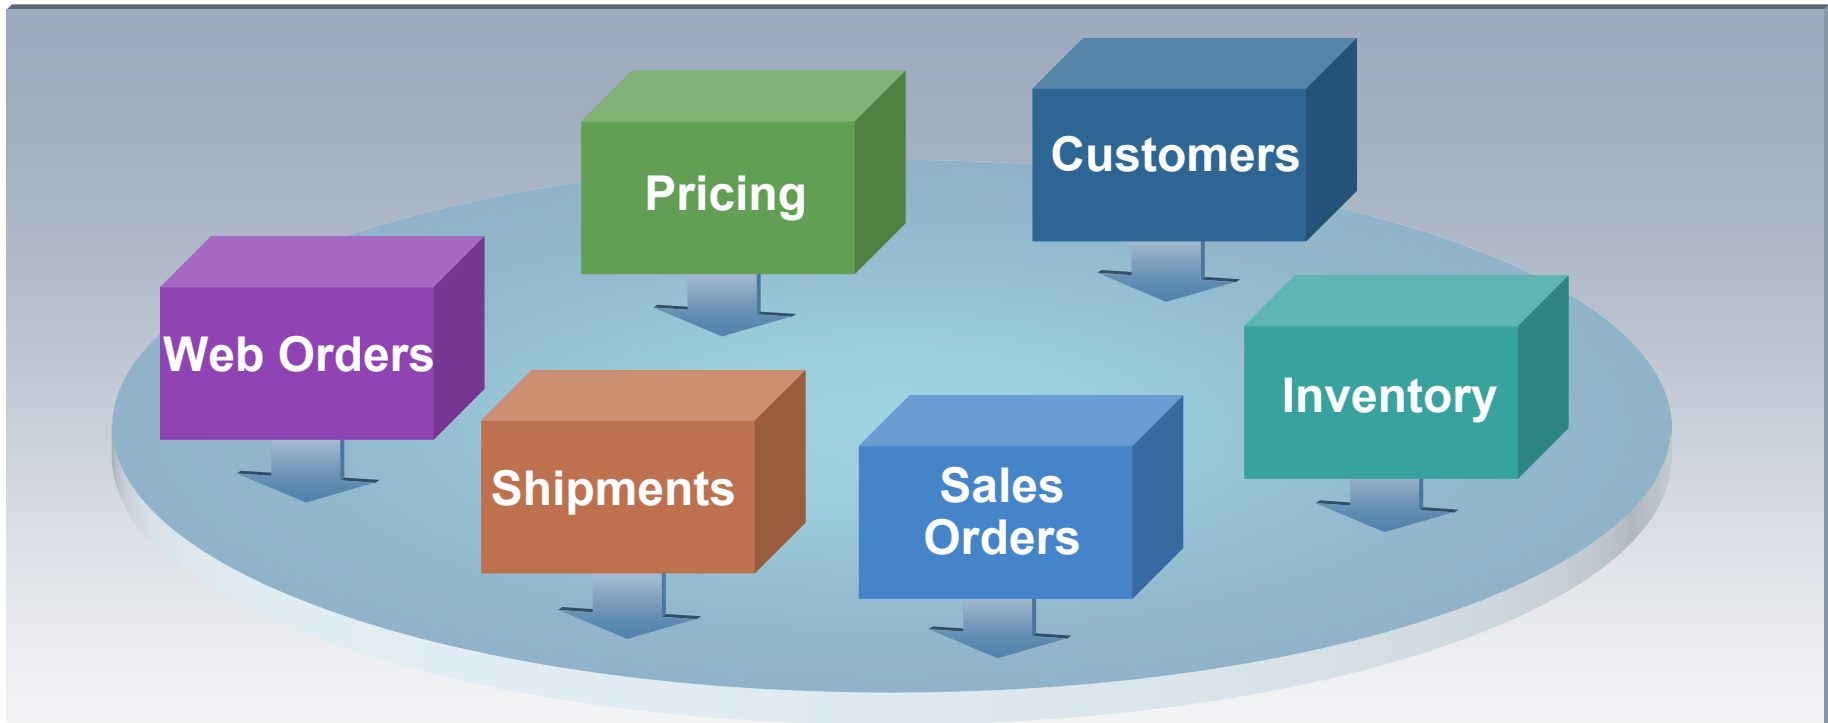 Customers
Pricing
Web Orders
Inventory
Shipments
Sales
Orders